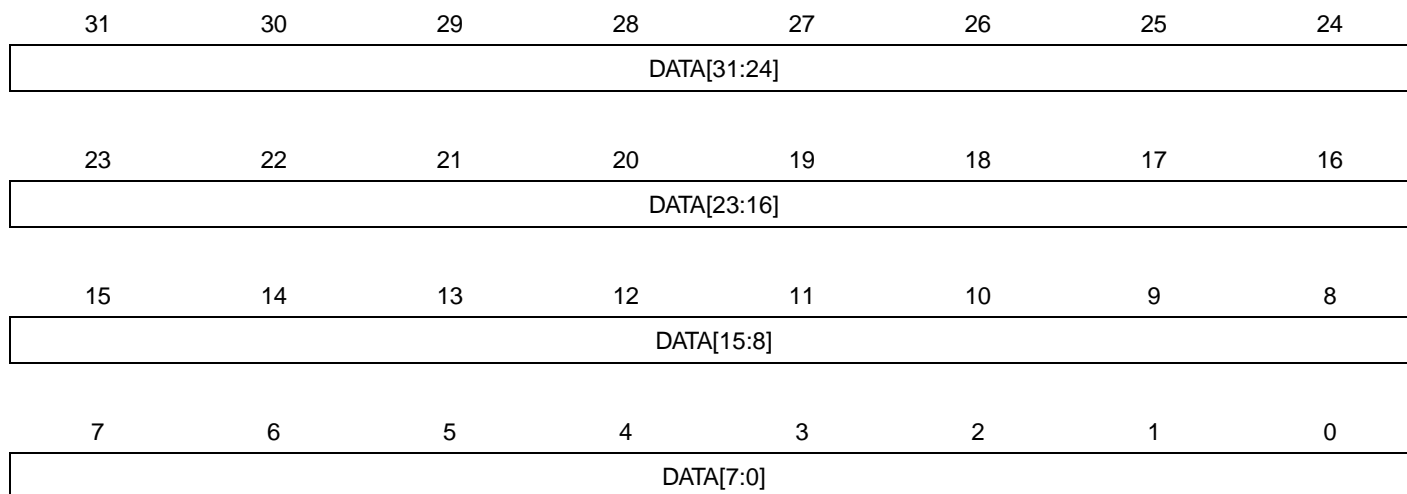 31 30 29 28 27 26 25 24
DATA[31:24]
23 22 21 20 19 18 17 16
DATA[23:16]
15 14 13 12 11 10 9 8
DATA[15:8]
7 6 5 4 3 2 1 0
DATA[7:0]